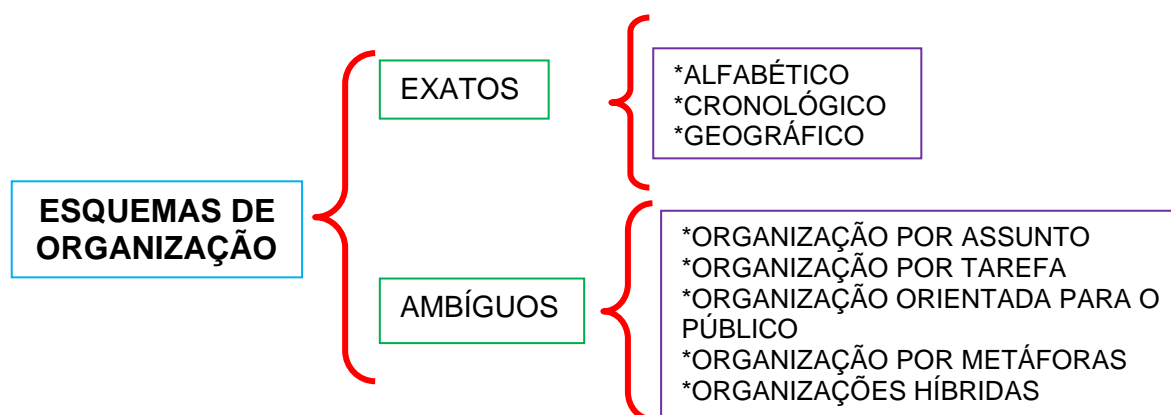 ESQUEMAS DE
ORGANIZAÇÃO
EXATOS
*ALFABÉTICO
*CRONOLÓGICO
*GEOGRÁFICO
AMBÍGUOS
*ORGANIZAÇÃO POR ASSUNTO
*ORGANIZAÇÃO POR TAREFA
*ORGANIZAÇÃO ORIENTADA PARA O
PÚBLICO
*ORGANIZAÇÃO POR METÁFORAS
*ORGANIZAÇÕES HÍBRIDAS